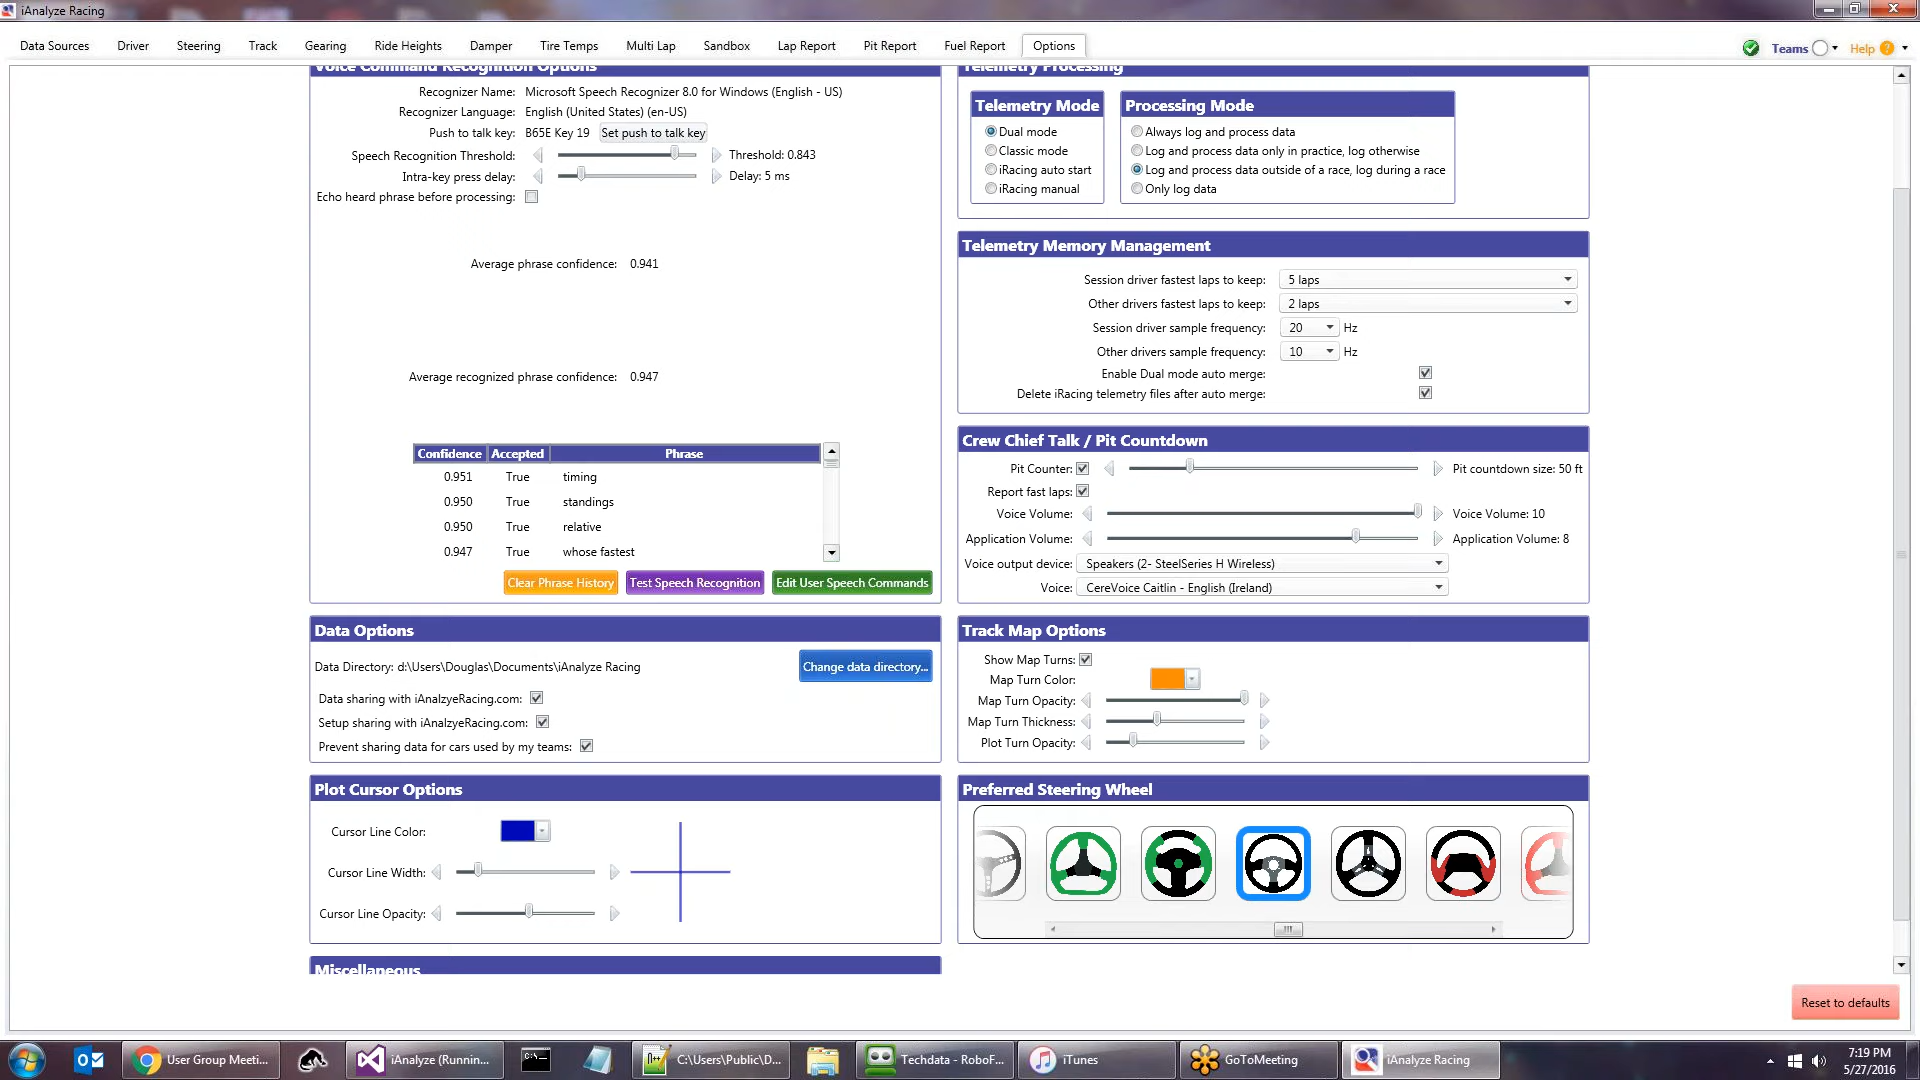 iAnalyze Racing
Data Sources Driver Steering Track Gearing Ride Heights Damper Tire Temps Multi Lap Sandbox Lap Report Pit Report Fuel Report Options Teams Help ?
Voice Command Recognition Options
Recognizer Name: Microsoft Speech Recognizer 8.0 for Windows (English - US)
Recognizer Language: English (United States) (en-US)
Push to talk key: B65E Key 19 Set push to talk key
Speech Recognition Threshold: Threshold: 0.843
Intra-key press delay: Delay: 5 ms
Echo heard phrase before processing:
Average phrase confidence: 0.941
Average recognized phrase confidence: 0.947
Confidence Accepted Phrase
0.951 True timing
0.950 True standings
0.950 True relative
0.947 True whose fastest
Clear Phrase History Test Speech Recognition Edit User Speech Commands
Telemetry Processing
Telemetry Mode
Dual mode
Classic mode
iRacing auto start
iRacing manual
Processing Mode
Always log and process data
Log and process data only in practice, log otherwise
Log and process data outside of a race, log during a race
Only log data
Telemetry Memory Management
Session driver fastest laps to keep: 5 laps
Other drivers fastest laps to keep: 2 laps
Session driver sample frequency: 20 Hz
Other drivers sample frequency: 10 Hz
Enable Dual mode auto merge:
Delete iRacing telemetry files after auto merge:
Crew Chief Talk / Pit Countdown
Pit Counter: Pit countdown size: 50 ft
Report fast laps:
Voice Volume: Voice Volume: 10
Application Volume: Application Volume: 8
Voice output device: Speakers (2- SteelSeries H Wireless)
Voice: CereVoice Caitlin - English (Ireland)
Data Options
Data Directory: d:\Users\Douglas\Documents\iAnalyze Racing Change data directory...
Data sharing with iAnalzyeRacing.com:
Setup sharing with iAnalzyeRacing.com:
Prevent sharing data for cars used by my teams:
Track Map Options
Show Map Turns:
Map Turn Color:
Map Turn Opacity:
Map Turn Thickness:
Plot Turn Opacity:
Plot Cursor Options
Cursor Line Color:
Cursor Line Width:
Cursor Line Opacity:
Preferred Steering Wheel
Miscellaneous
Reset to defaults
User Group Meeti... iAnalyze (Runnin... C:\Users\Public\D... Techdata - RoboF... iTunes GoToMeeting iAnalyze Racing
7:19 PM
5/27/2016